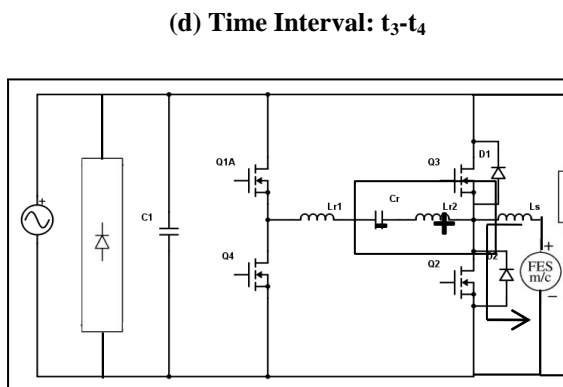 (d) Time Interval: t3-t4
Q1A
Q3
D1
Lr1
Cr
Lr2
Ls
C1
+
+
Q4
Q2
D2
FES
m/c
−